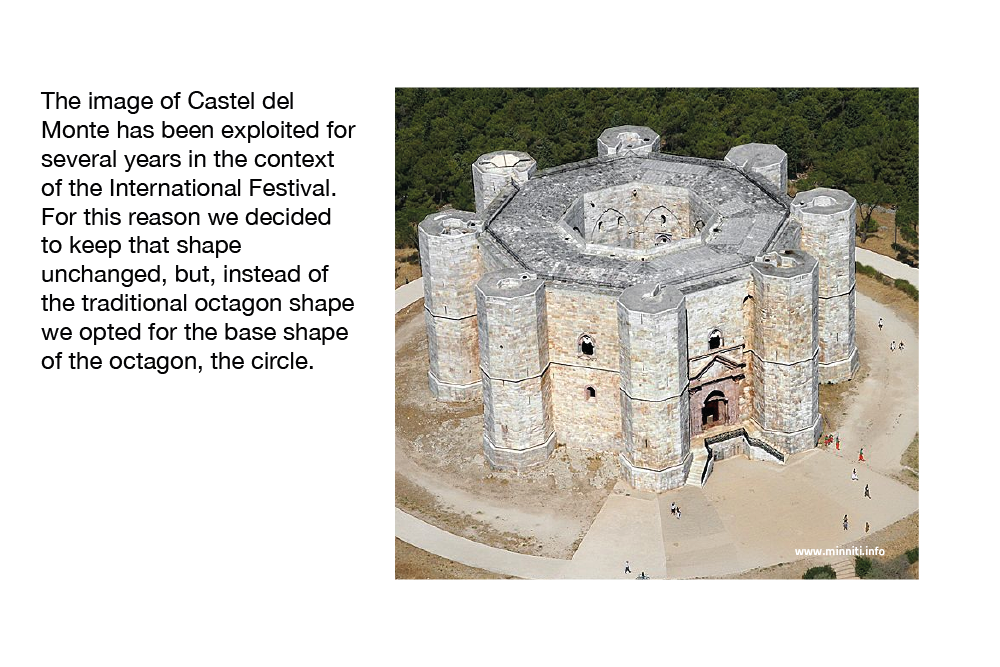 The image of Castel del
Monte has been exploited for
several years in the context
of the International Festival.
For this reason we decided
to keep that shape
unchanged, but, instead of
the traditional octagon shape
we opted for the base shape
of the octagon, the circle.
www.minniti.info